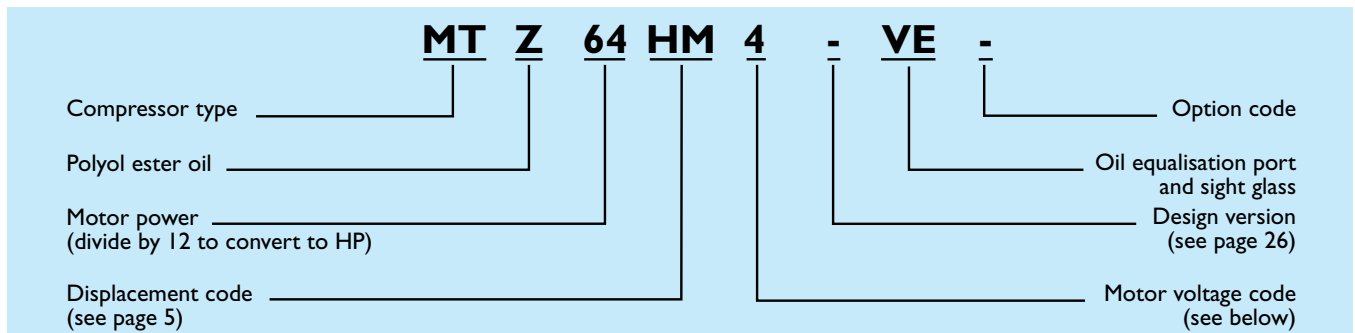 MT Z 64 HM 4 - VE -
Compressor type
Option code
Polyol ester oil
Oil equalisation port
and sight glass
Motor power
(divide by 12 to convert to HP)
Design version
(see page 26)
Displacement code
(see page 5)
Motor voltage code
(see below)